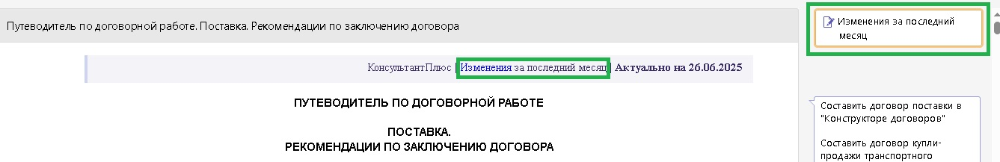 Путеводитель по договорной работе. Поставка. Рекомендации по заключению договора
КонсультантПлюс | Изменения за последний месяц | Актуально на 26.06.2025
ПУТЕВОДИТЕЛЬ ПО ДОГОВОРНОЙ РАБОТЕ
ПОСТАВКА.
РЕКОМЕНДАЦИИ ПО ЗАКЛЮЧЕНИЮ ДОГОВОРА
Изменения за последний
месяц
Составить договор поставки в
"Конструкторе договоров"
Составить договор купли-
продажи транспортного